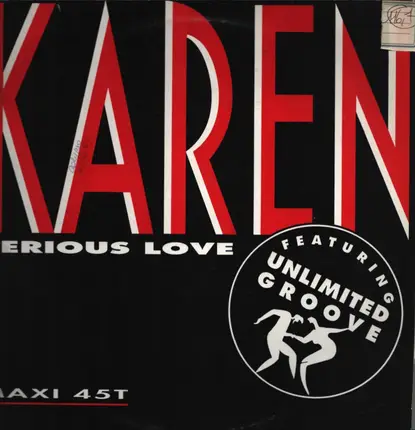 KAREN
ERIOUS LOVE
FEATURING
UNLIMITED
GROOVE
MAXI 45T